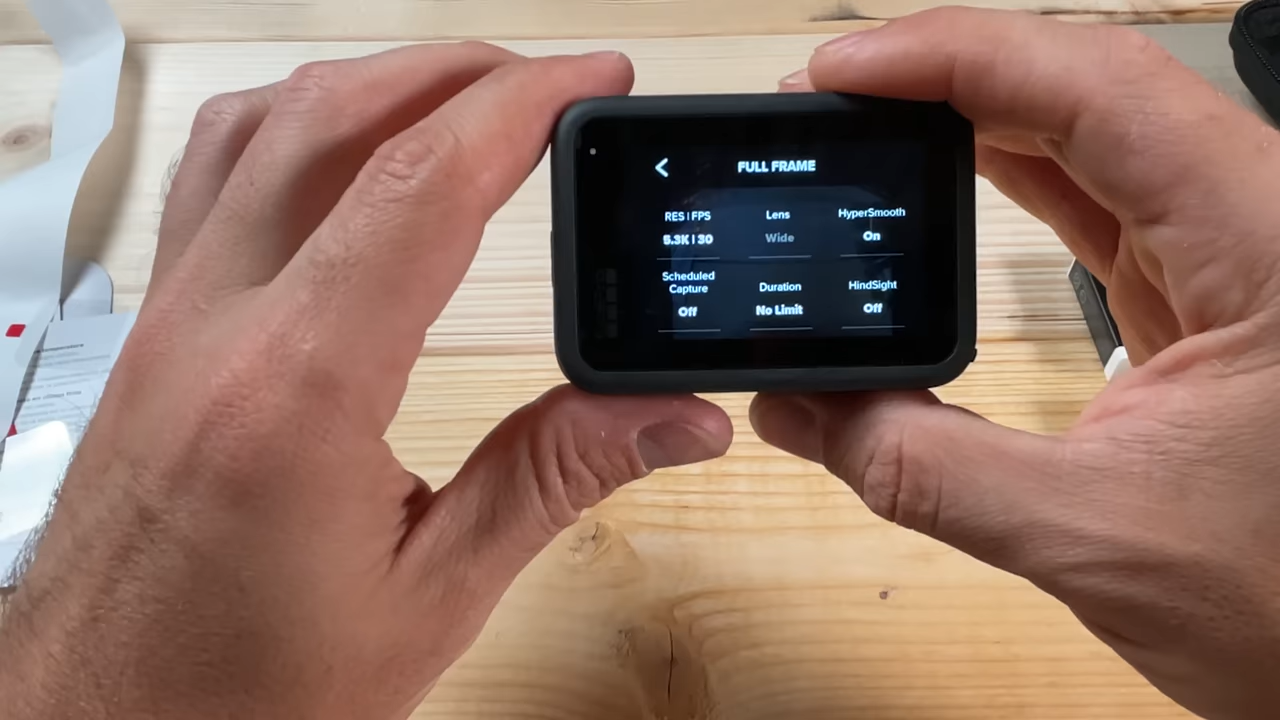 FULL FRAME
RES | FPS
5.3K | 30
Lens
Wide
HyperSmooth
On
Scheduled
Capture
Off
Duration
No Limit
HindSight
Off